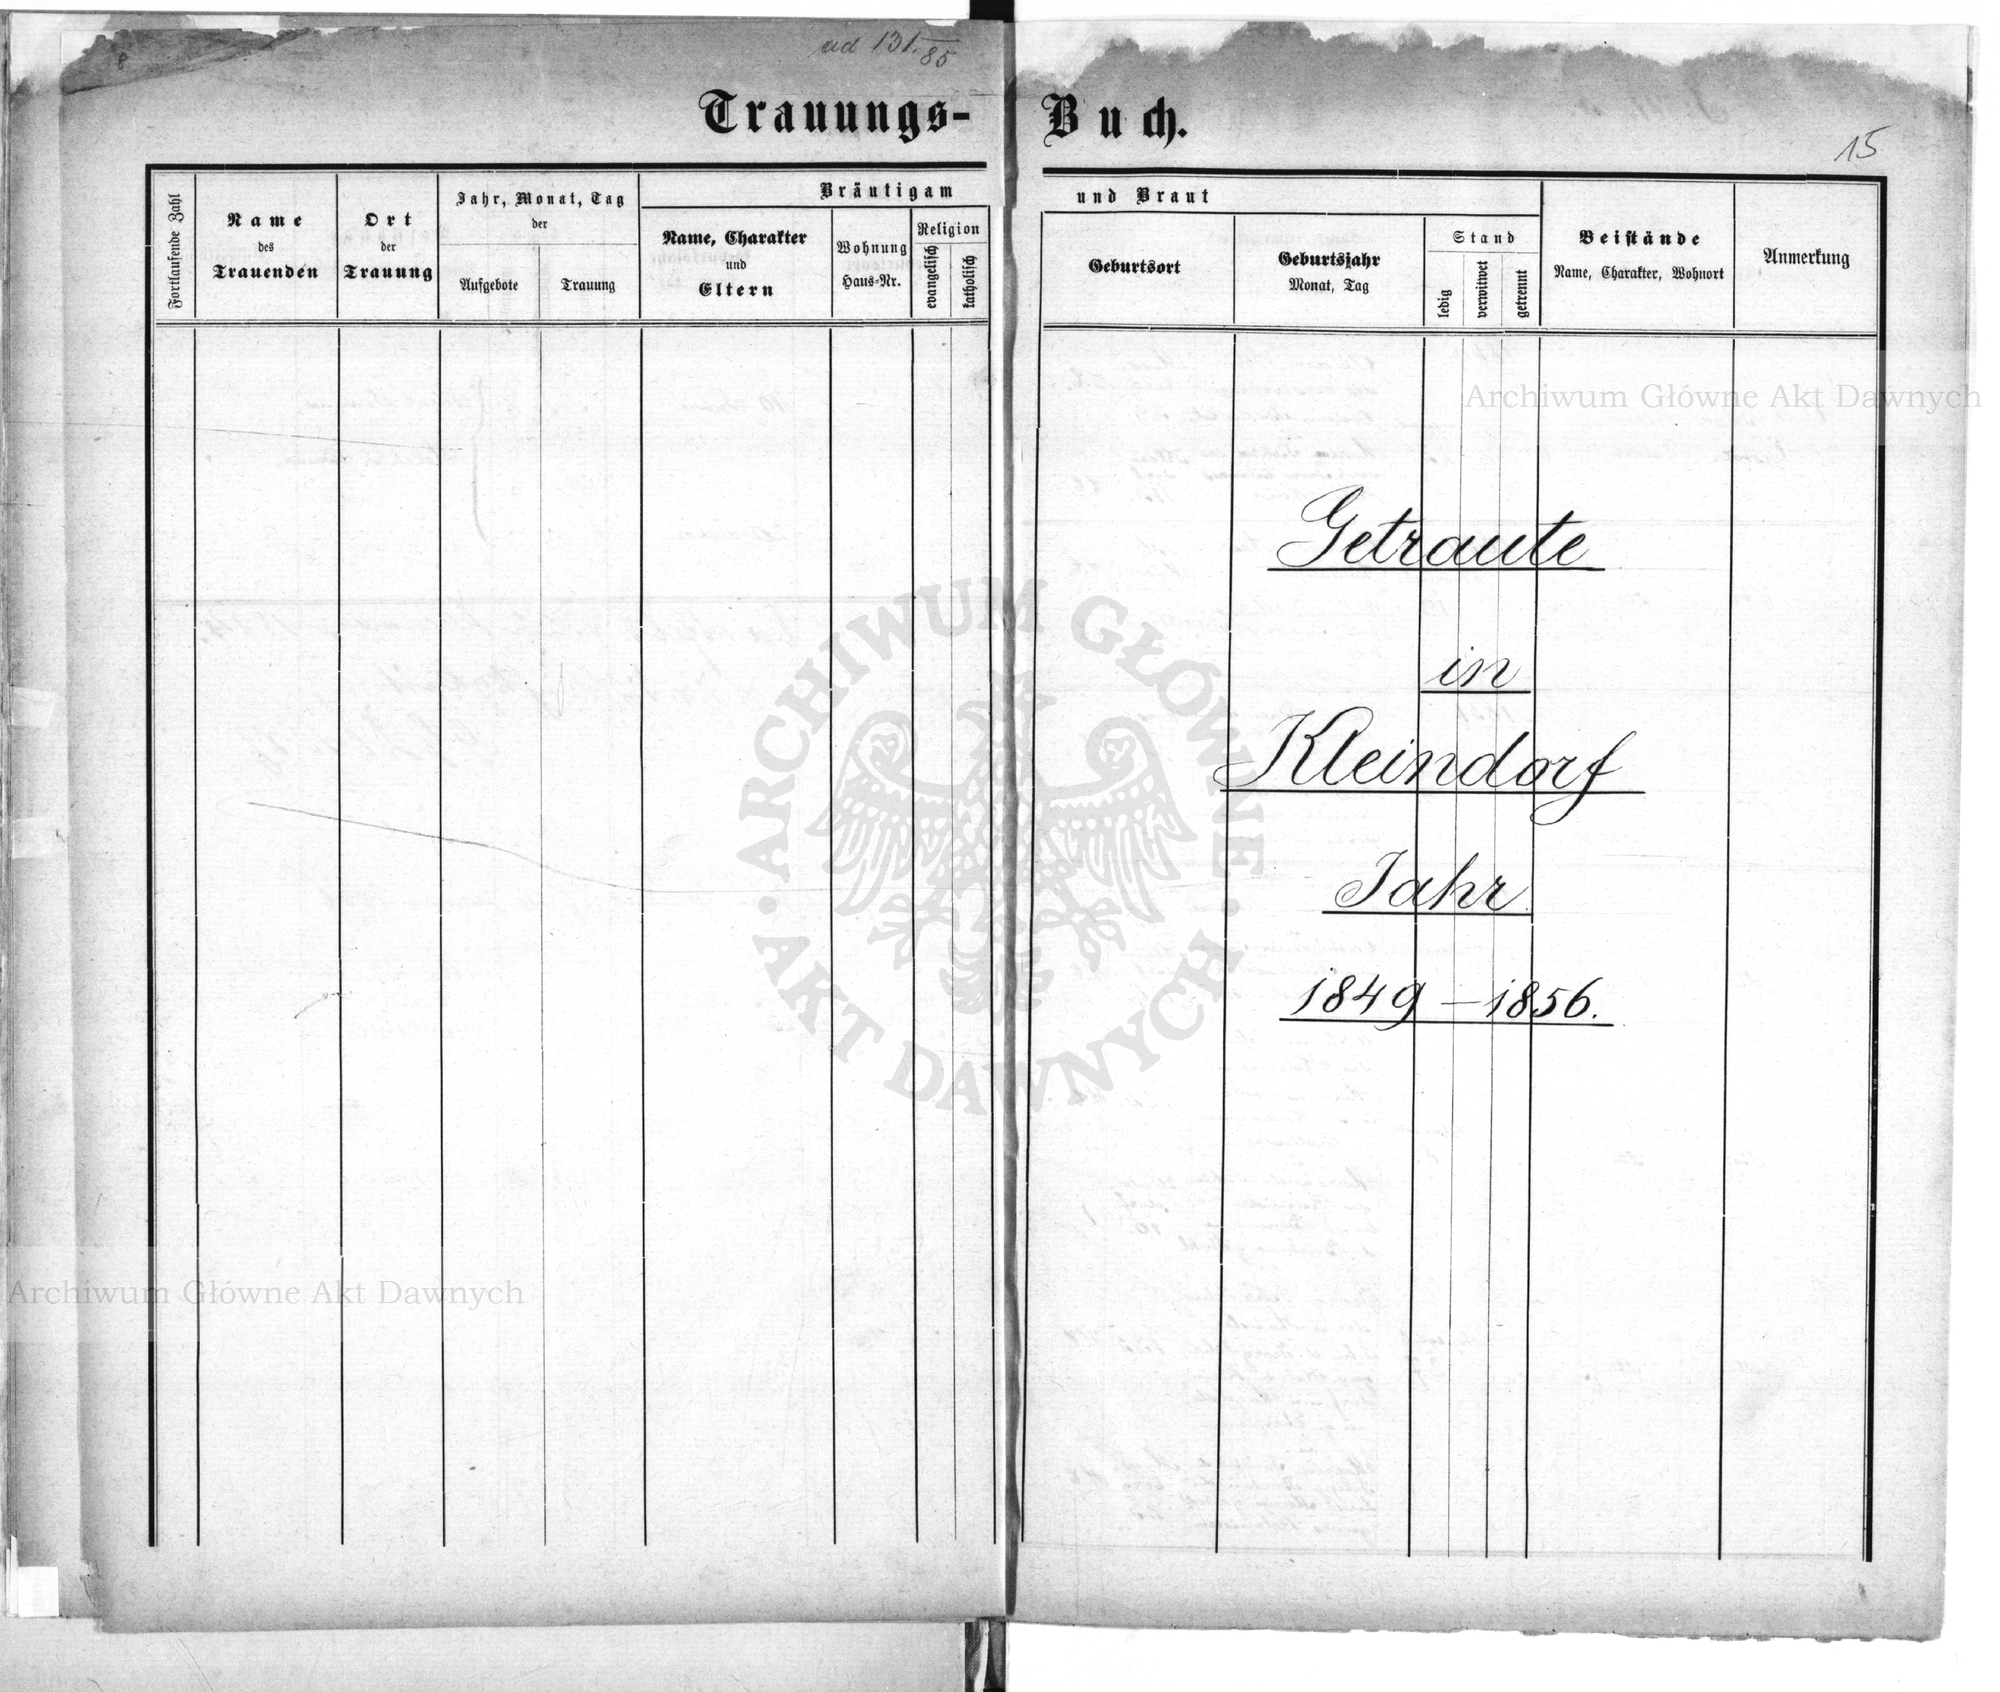 ad 131/85
8
Trauungs-Buch.
15
Fortlaufende Zahl
Name
des
Trauenden
Ort
der
Trauung
Jahr, Monat, Tag
der
Aufgebote
Trauung
Bräutigam und Braut
Name, Charakter
und
Eltern
Wohnung
Haus-Nr.
Religion
evangelisch
katholisch
Geburtsort
Geburtsjahr
Monat, Tag
Stand
ledig
verwitwet
getrennt
Beistände
Name, Charakter, Wohnort
Anmerkung
Getraute
in
Kleindorf
Jahr
1849 – 1856.
Archiwum Główne Akt Dawnych
ARCHIWUM GŁÓWNE • AKT DAWNYCH •
Archiwum Główne Akt Dawnych